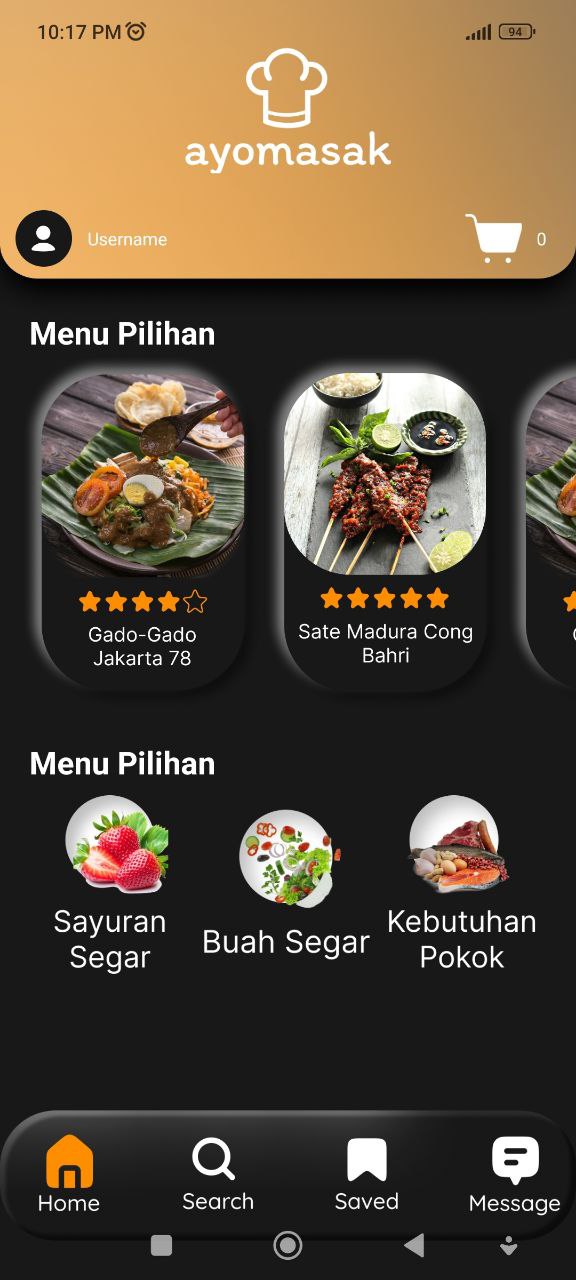 10:17 PM
94
ayomasak
Username
0
Menu Pilihan
Gado-Gado
Jakarta 78
Sate Madura Cong
Bahri
Menu Pilihan
Sayuran
Segar
Buah Segar
Kebutuhan
Pokok
Home
Search
Saved
Message